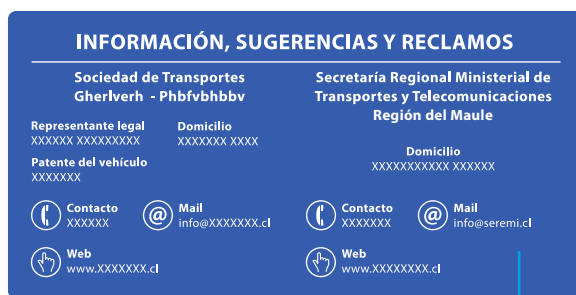 INFORMACIÓN, SUGERENCIAS Y RECLAMOS
Sociedad de Transportes
Gherlverh - Phbfvbhbbv
Representante legal
XXXXXX XXXXXXXXX
Domicilio
XXXXXXX XXXX
Patente del vehículo
XXXXXXX
Contacto
XXXXXX
Mail
info@XXXXXXX.cl
Web
www.XXXXXXX.cl
Secretaría Regional Ministerial de
Transportes y Telecomunicaciones
Región del Maule
Domicilio
XXXXXXXXXXX XXXXXX
Contacto
XXXXXXX
Mail
info@seremi.cl
Web
www.XXXXXXXX.cl